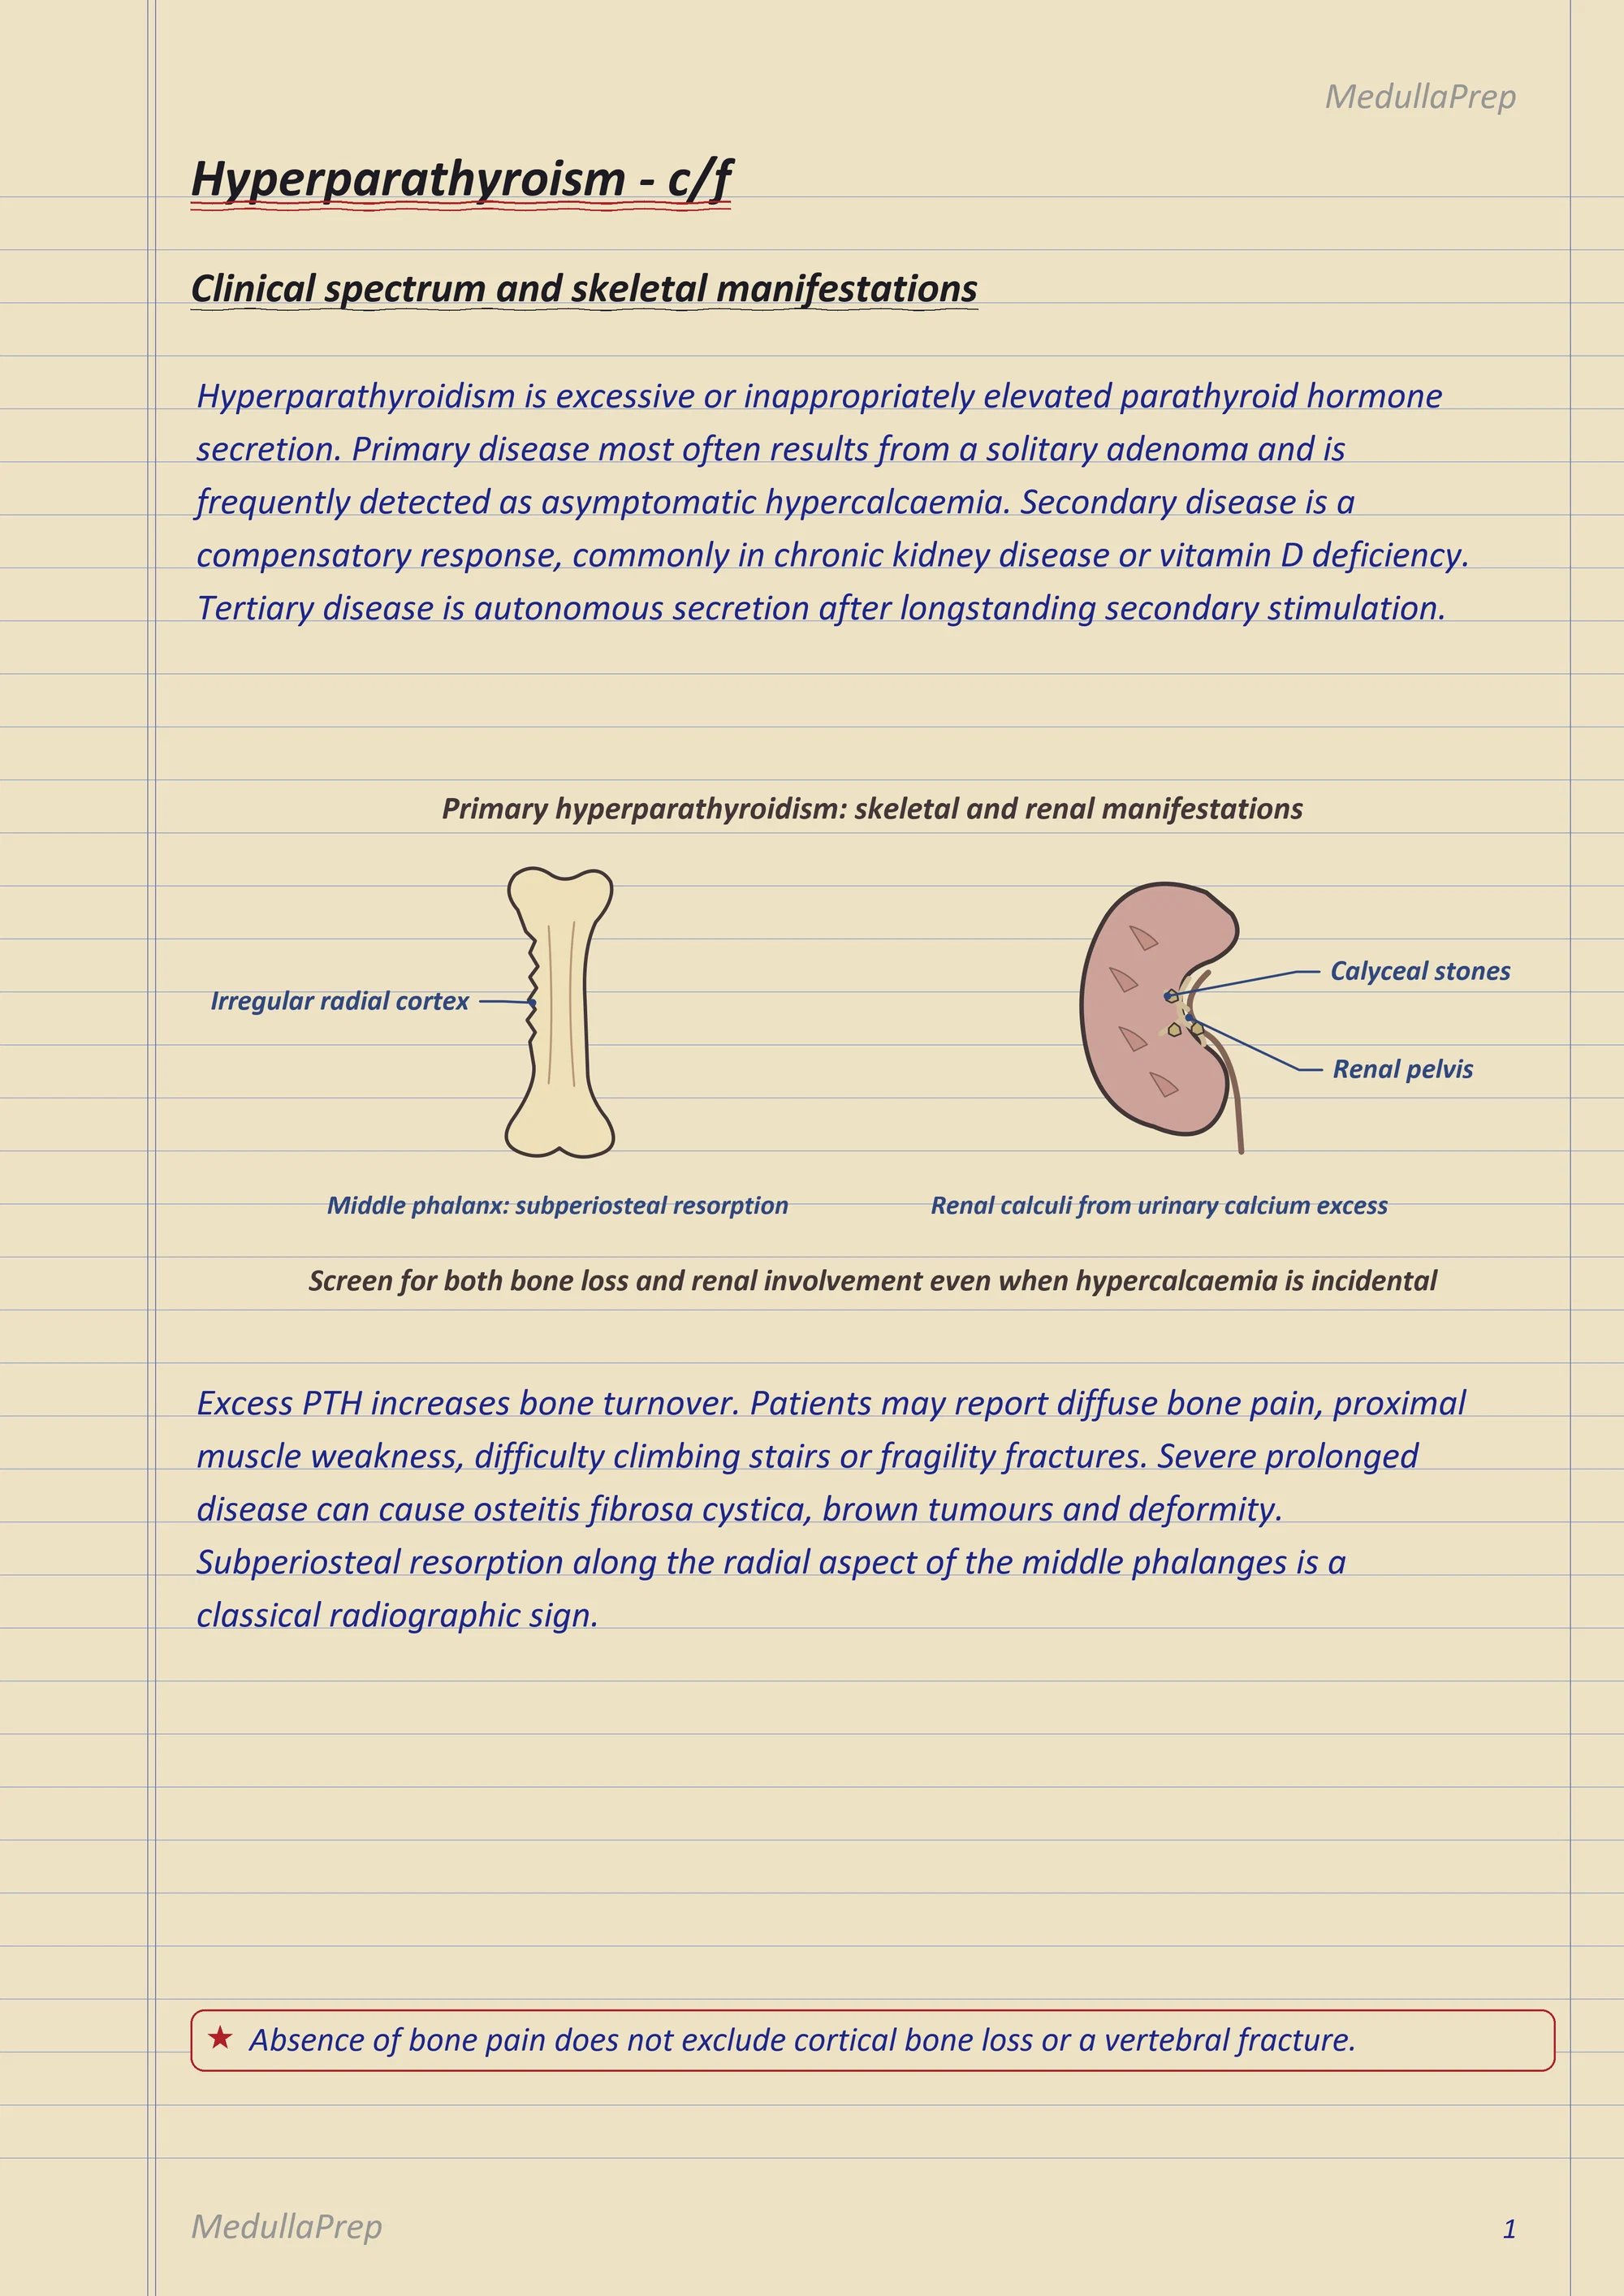 MedullaPrep
Hyperparathyroism - c/f
Clinical spectrum and skeletal manifestations
Hyperparathyroidism is excessive or inappropriately elevated parathyroid hormone
secretion. Primary disease most often results from a solitary adenoma and is
frequently detected as asymptomatic hypercalcaemia. Secondary disease is a
compensatory response, commonly in chronic kidney disease or vitamin D deficiency.
Tertiary disease is autonomous secretion after longstanding secondary stimulation.
Primary hyperparathyroidism: skeletal and renal manifestations
Irregular radial cortex
Calyceal stones
Renal pelvis
Middle phalanx: subperiosteal resorption
Renal calculi from urinary calcium excess
Screen for both bone loss and renal involvement even when hypercalcaemia is incidental
Excess PTH increases bone turnover. Patients may report diffuse bone pain, proximal
muscle weakness, difficulty climbing stairs or fragility fractures. Severe prolonged
disease can cause osteitis fibrosa cystica, brown tumours and deformity.
Subperiosteal resorption along the radial aspect of the middle phalanges is a
classical radiographic sign.
★ Absence of bone pain does not exclude cortical bone loss or a vertebral fracture.
MedullaPrep
1